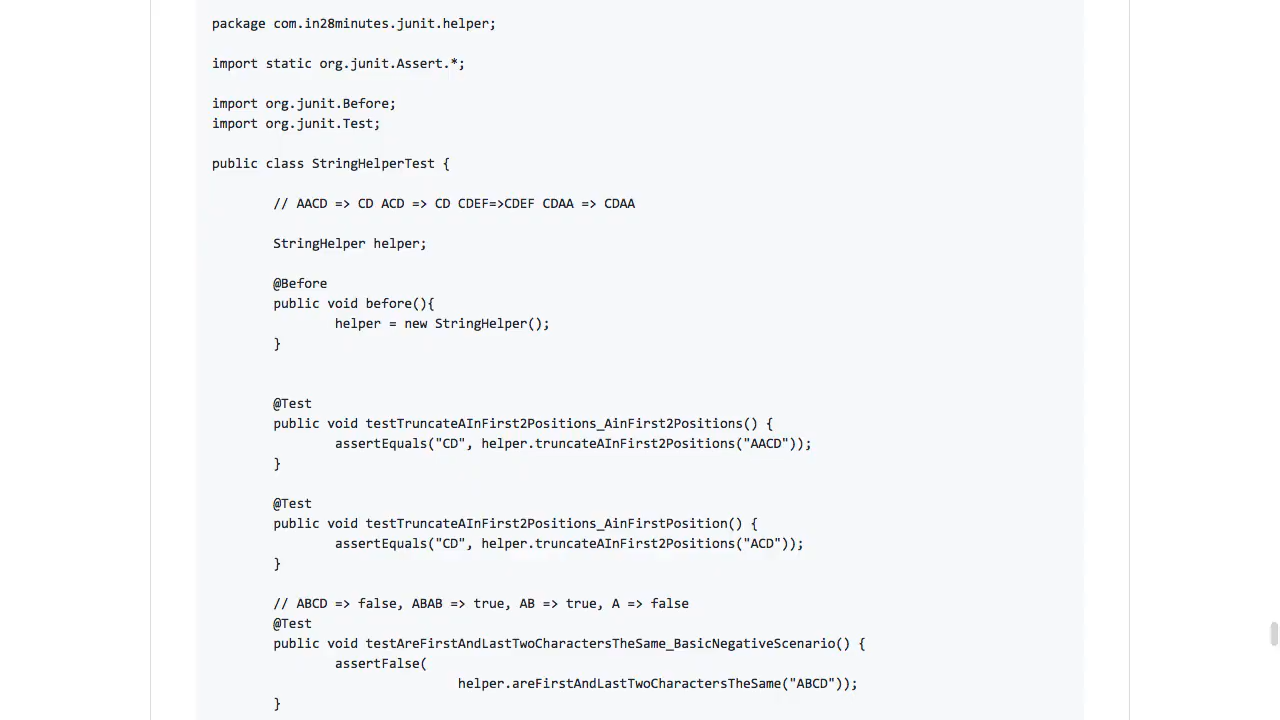 package com.in28minutes.junit.helper;
import static org.junit.Assert.*;
import org.junit.Before;
import org.junit.Test;
public class StringHelperTest {
// AACD => CD ACD => CD CDEF=>CDEF CDAA => CDAA
StringHelper helper;
@Before
public void before(){
helper = new StringHelper();
}
@Test
public void testTruncateAInFirst2Positions_AinFirst2Positions() {
assertEquals("CD", helper.truncateAInFirst2Positions("AACD"));
}
@Test
public void testTruncateAInFirst2Positions_AinFirstPosition() {
assertEquals("CD", helper.truncateAInFirst2Positions("ACD"));
}
// ABCD => false, ABAB => true, AB => true, A => false
@Test
public void testAreFirstAndLastTwoCharactersTheSame_BasicNegativeScenario() {
assertFalse(
helper.areFirstAndLastTwoCharactersTheSame("ABCD"));
}